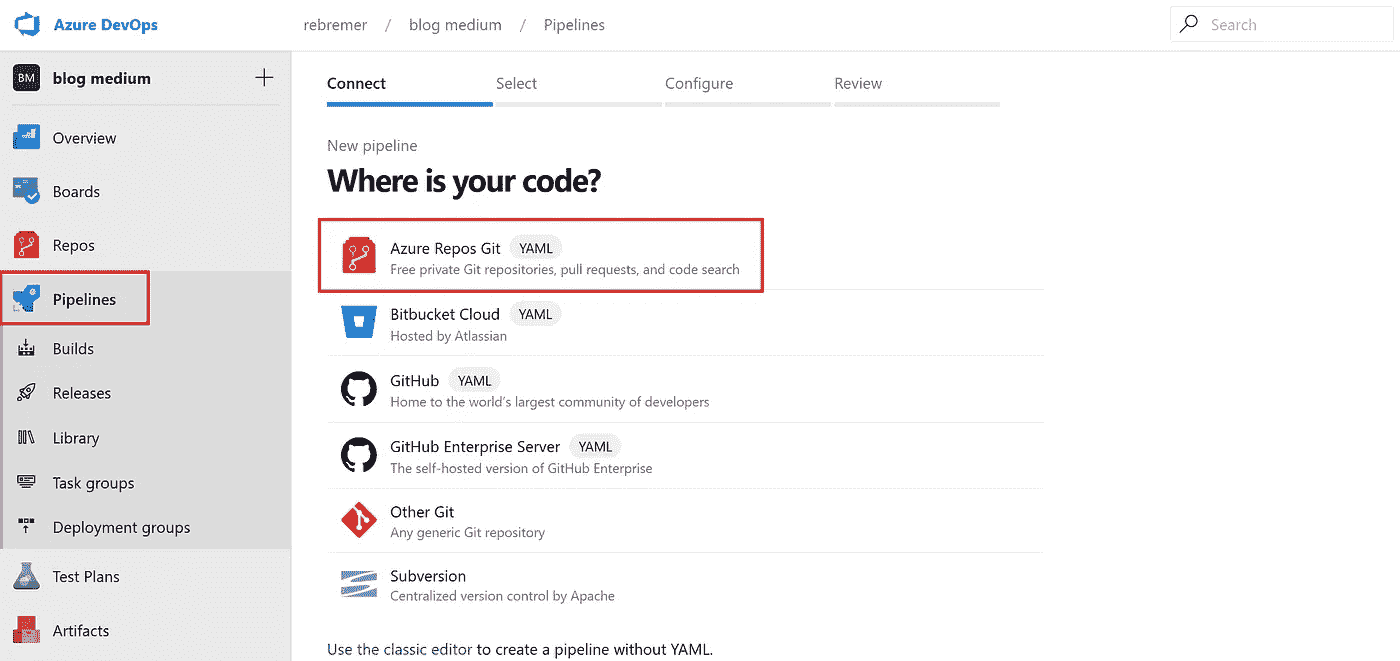 Azure DevOps
rebremer / blog medium / Pipelines
Search
BM blog medium
Overview
Boards
Repos
Pipelines
Builds
Releases
Library
Task groups
Deployment groups
Test Plans
Artifacts
Connect Select Configure Review
New pipeline
Where is your code?
Azure Repos Git YAML
Free private Git repositories, pull requests, and code search
Bitbucket Cloud YAML
Hosted by Atlassian
GitHub YAML
Home to the world's largest community of developers
GitHub Enterprise Server YAML
The self-hosted version of GitHub Enterprise
Other Git
Any generic Git repository
Subversion
Centralized version control by Apache
Use the classic editor to create a pipeline without YAML.